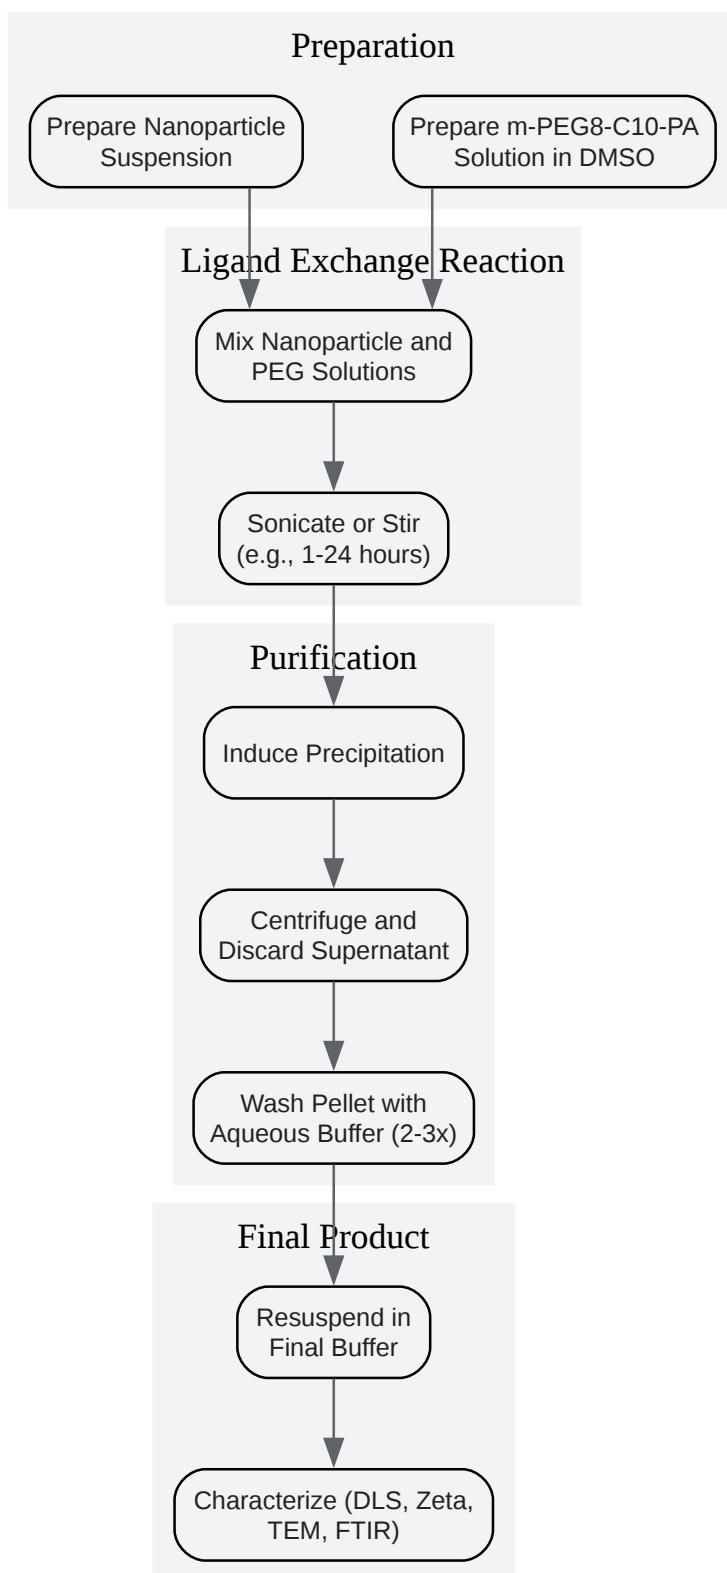 Preparation
Prepare Nanoparticle
Suspension
Prepare m-PEG8-C10-PA
Solution in DMSO
Ligand Exchange Reaction
Mix Nanoparticle and
PEG Solutions
Sonicate or Stir
(e.g., 1-24 hours)
Purification
Induce Precipitation
Centrifuge and
Discard Supernatant
Wash Pellet with
Aqueous Buffer (2-3x)
Final Product
Resuspend in
Final Buffer
Characterize (DLS, Zeta,
TEM, FTIR)